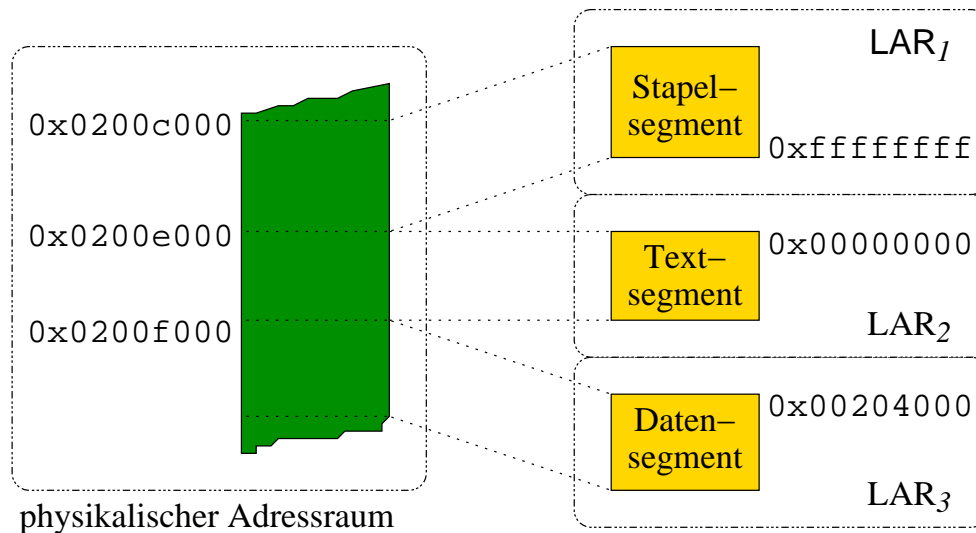 0x0200c000
0x0200e000
0x0200f000
physikalischer Adressraum
LAR1
Stapel–
segment
0xffffffff
Text–
segment
0x00000000
LAR2
Daten–
segment
0x00204000
LAR3